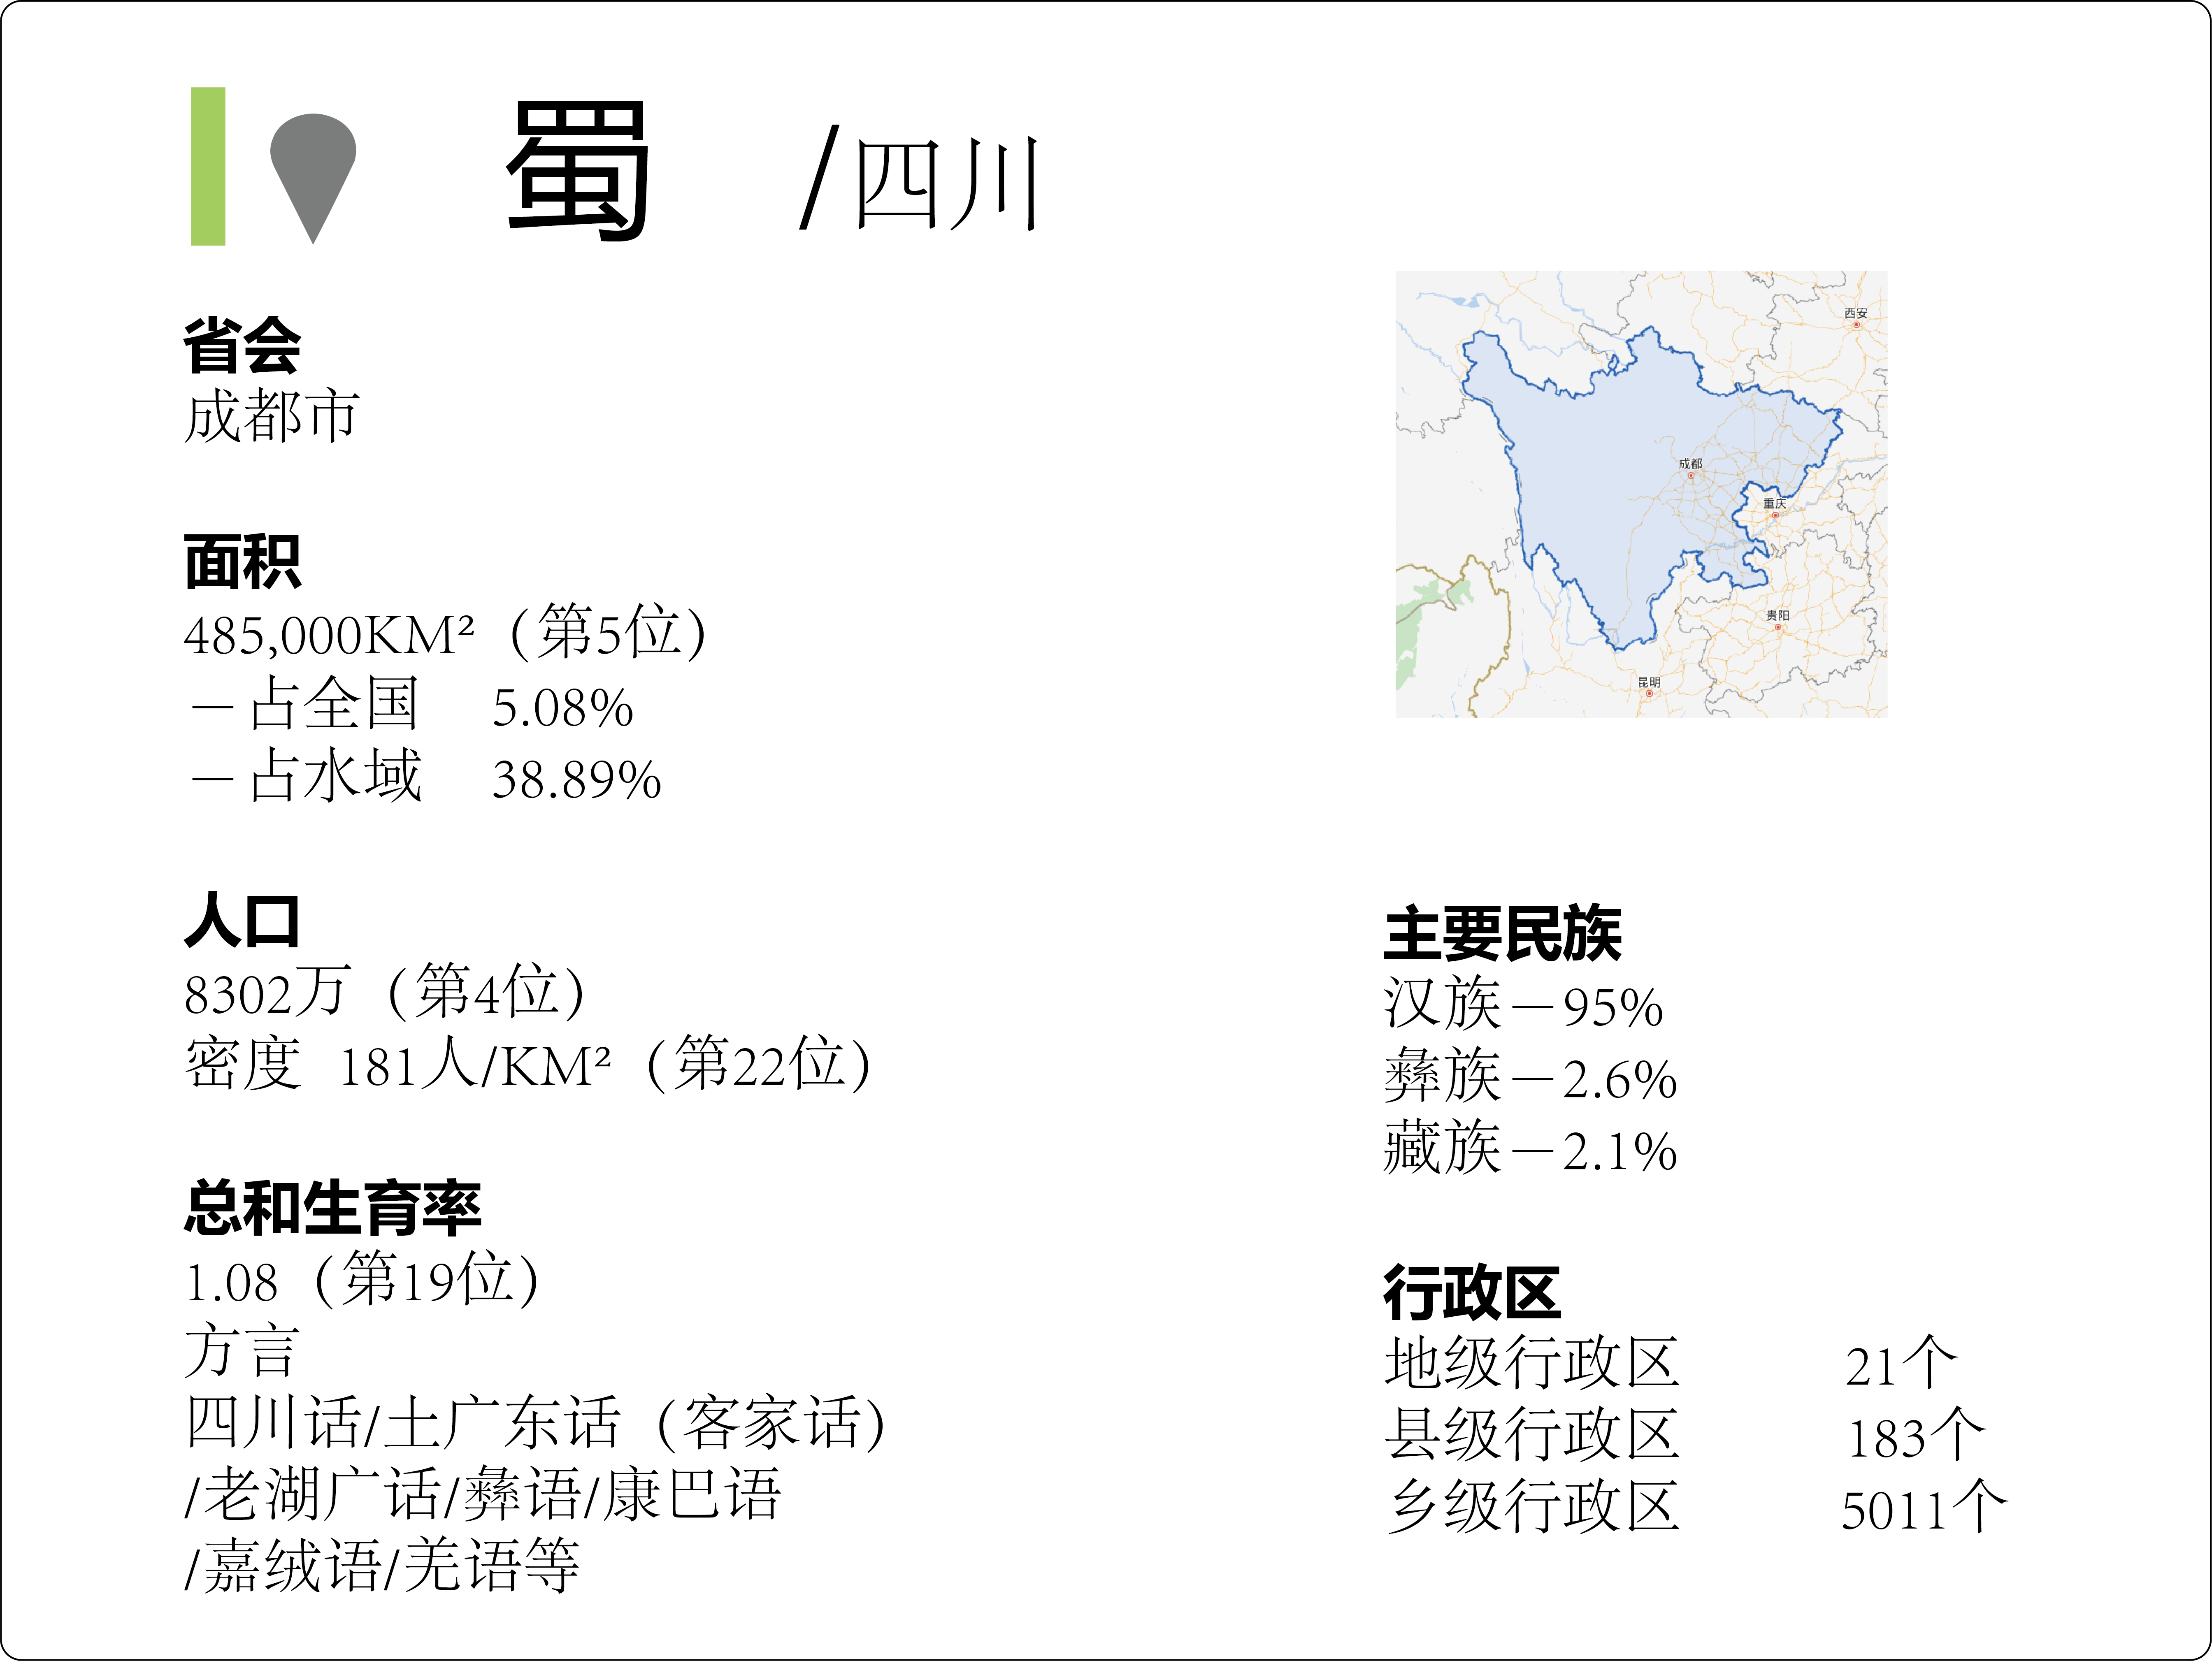 蜀 /四川
省会
成都市
面积
485,000KM²（第5位）
－占全国 5.08%
－占水域 38.89%
人口
8302万（第4位）
密度 181人/KM²（第22位）
总和生育率
1.08（第19位）
方言
四川话/土广东话（客家话）
/老湖广话/彝语/康巴语
/嘉绒语/羌语等
西安
成都
重庆
贵阳
昆明
主要民族
汉族－95%
彝族－2.6%
藏族－2.1%
行政区
地级行政区 21个
县级行政区 183个
乡级行政区 5011个